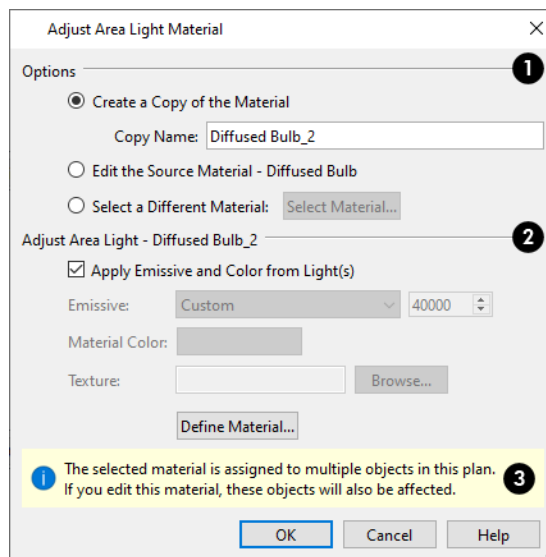 Adjust Area Light Material
Options
1
Create a Copy of the Material
Copy Name: Diffused Bulb_2
Edit the Source Material - Diffused Bulb
Select a Different Material: Select Material...
Adjust Area Light - Diffused Bulb_2
2
Apply Emissive and Color from Light(s)
Emissive: Custom 40000
Material Color:
Texture: Browse...
Define Material...
The selected material is assigned to multiple objects in this plan.
If you edit this material, these objects will also be affected.
3
OK Cancel Help